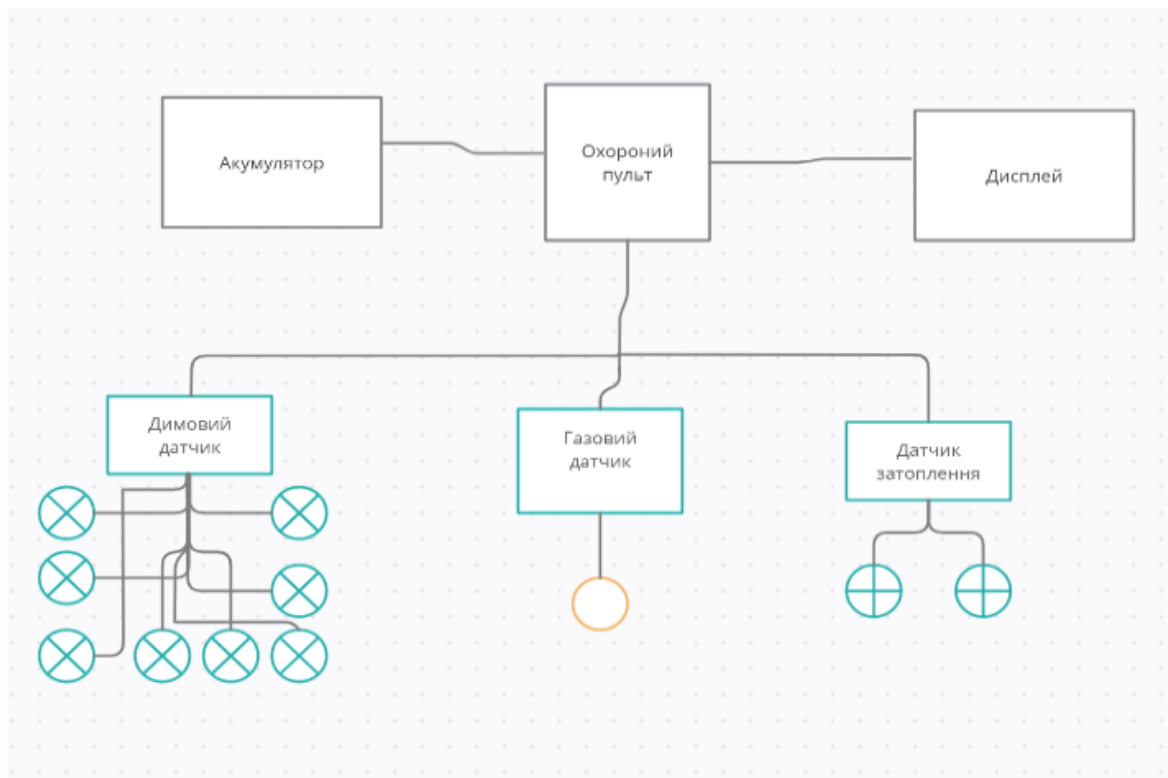 Акумулятор
Охороний
пульт
Дисплей
Димовий
датчик
Газовий
датчик
Датчик
затоплення